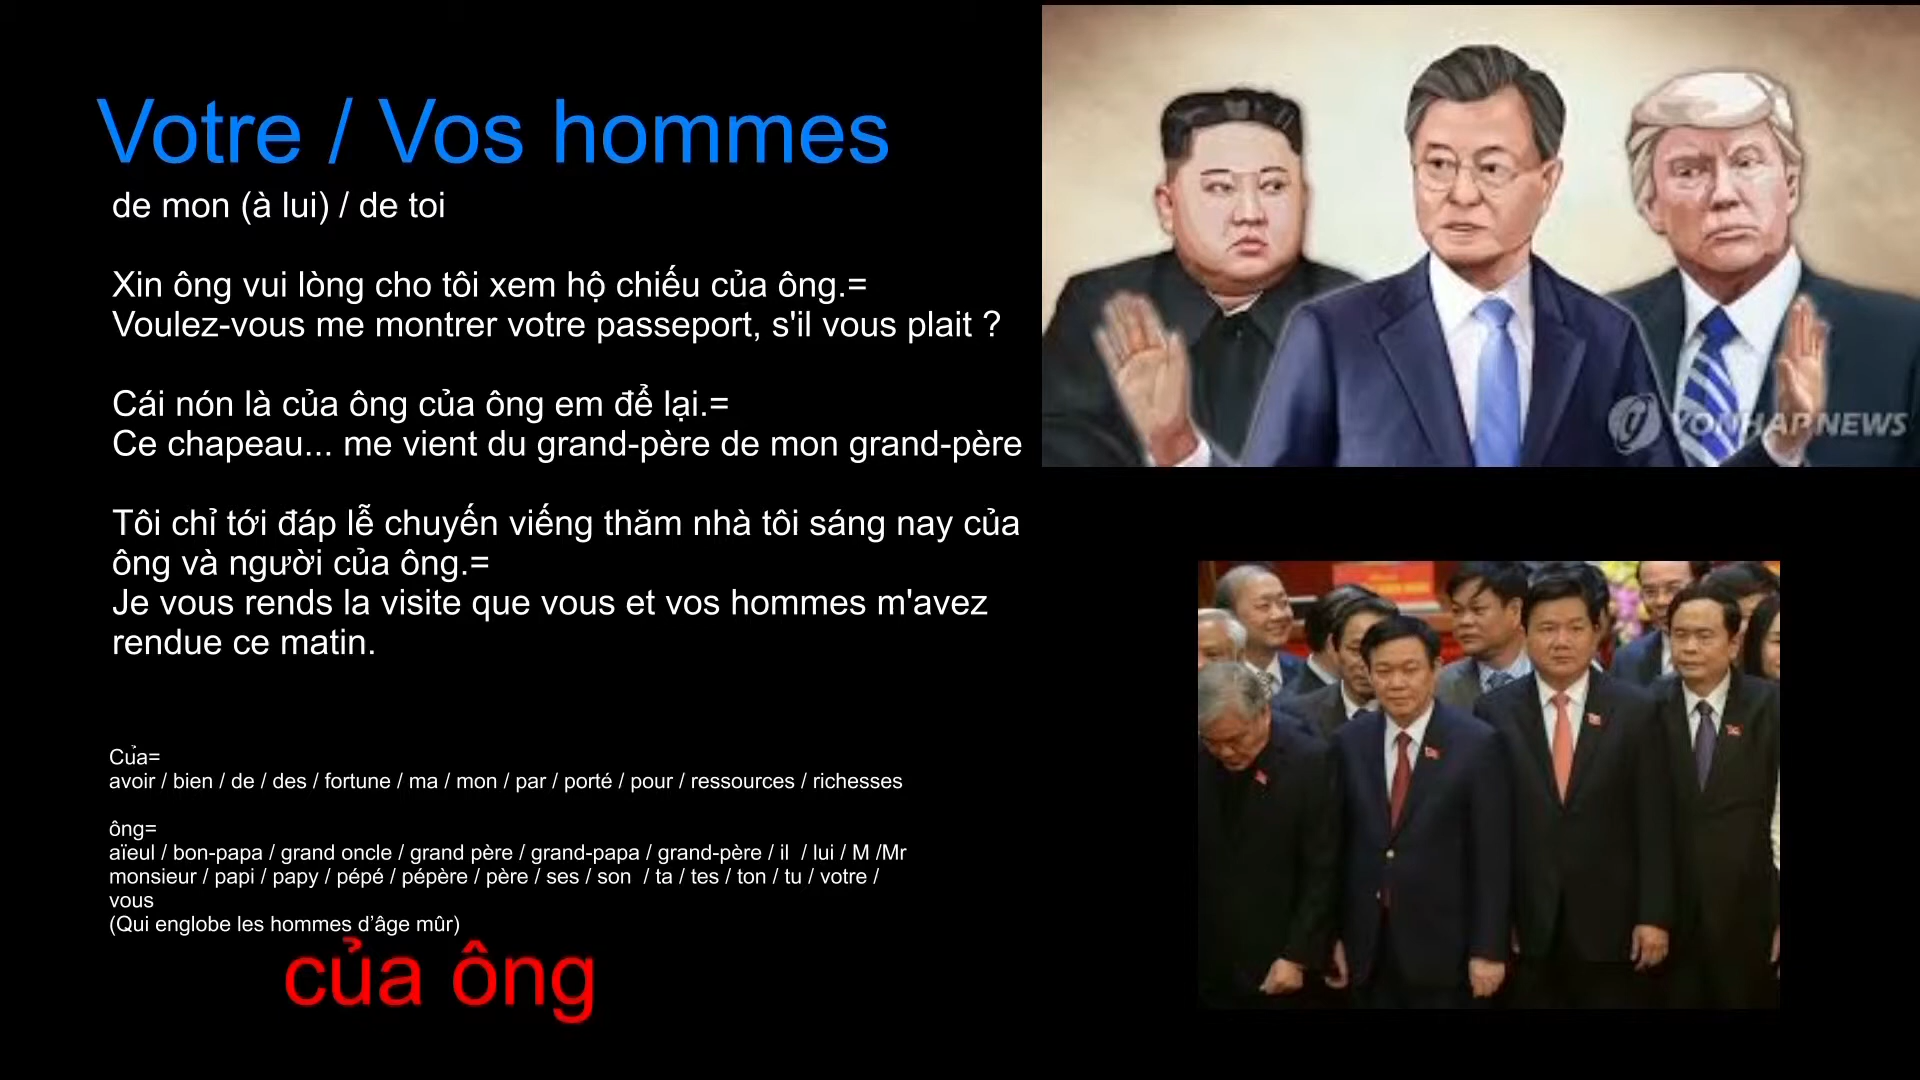 Votre / Vos hommes
de mon (à lui) / de toi
Xin ông vui lòng cho tôi xem hộ chiếu của ông.=
Voulez-vous me montrer votre passeport, s'il vous plait ?
Cái nón là của ông của ông em để lại.=
Ce chapeau... me vient du grand-père de mon grand-père
Tôi chỉ tới đáp lễ chuyến viếng thăm nhà tôi sáng nay của
ông và người của ông.=
Je vous rends la visite que vous et vos hommes m'avez
rendue ce matin.
Của=
avoir / bien / de / des / fortune / ma / mon / par / porté / pour / ressources / richesses
ông=
aïeul / bon-papa / grand oncle / grand père / grand-papa / grand-père / il  / lui / M /Mr
monsieur / papi / papy / pépé / pépère / père / ses / son  / ta / tes / ton / tu / votre /
vous
(Qui englobe les hommes d’âge mûr)
của ông
YONHAPNEWS